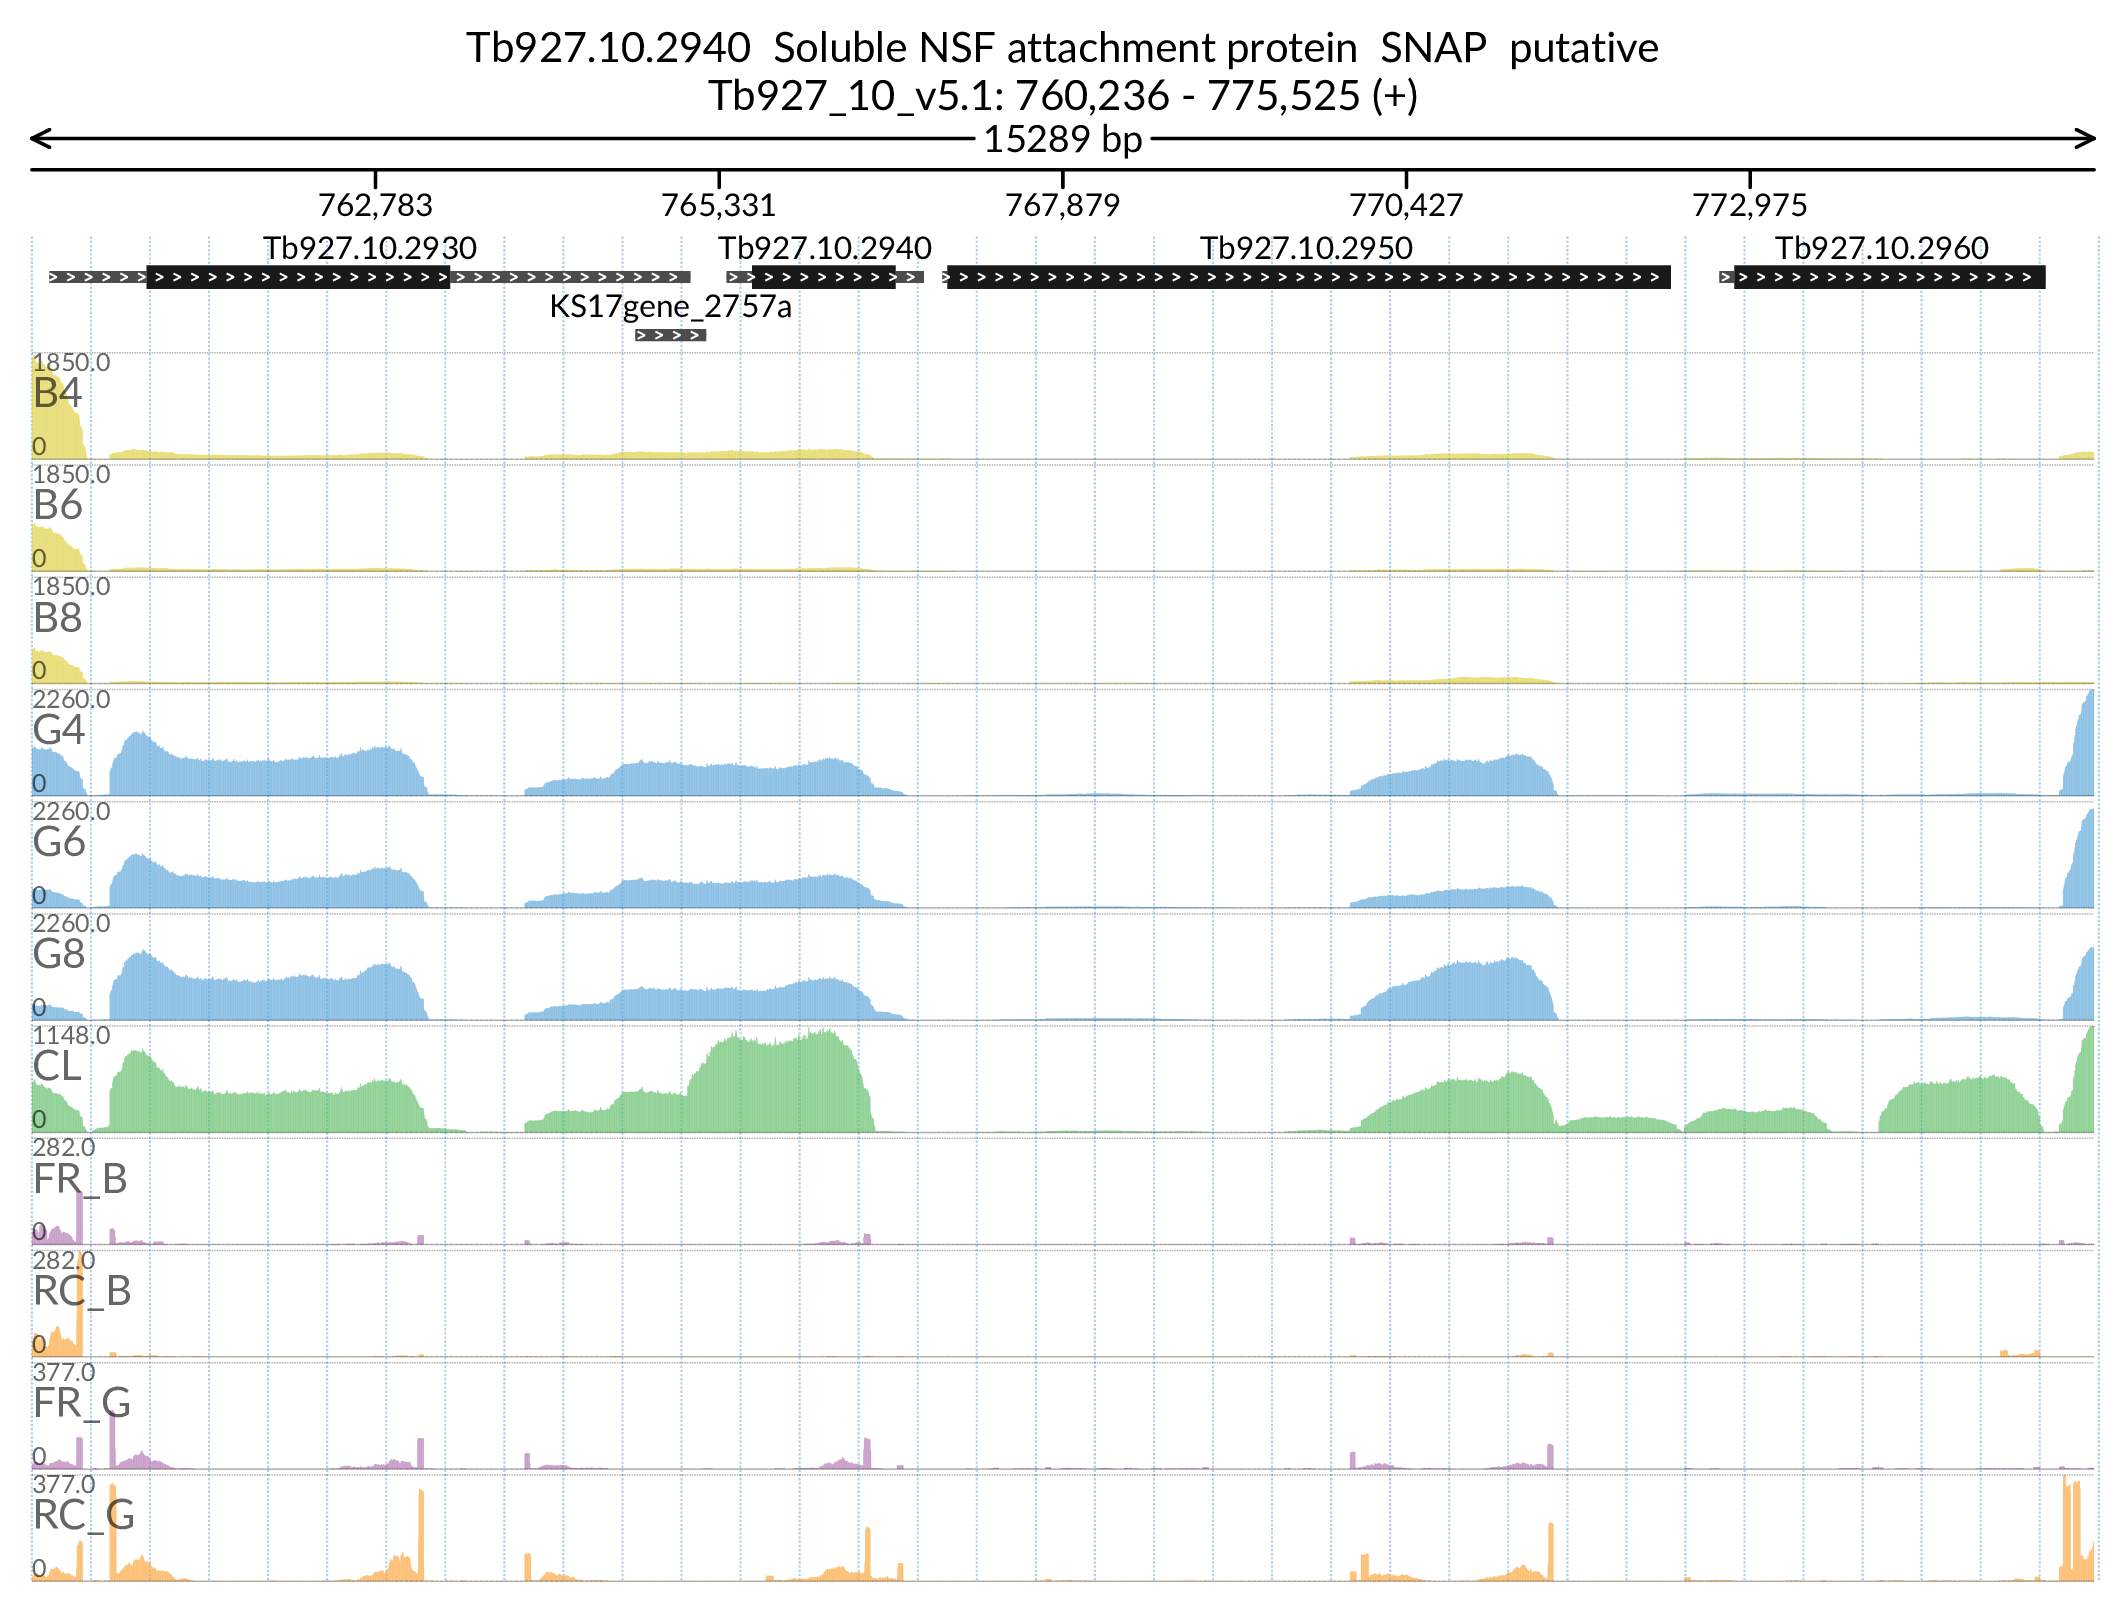 Tb927.10.2940  Soluble NSF attachment protein  SNAP  putative
Tb927_10_v5.1: 760,236 - 775,525 (+)
15289 bp
762,783 765,331 767,879 770,427 772,975
Tb927.10.2930 Tb927.10.2940 Tb927.10.2950 Tb927.10.2960
KS17gene_2757a
1850.0
B4
0
1850.0
B6
0
1850.0
B8
0
2260.0
G4
0
2260.0
G6
0
2260.0
G8
0
1148.0
CL
0
282.0
FR_B
0
282.0
RC_B
0
377.0
FR_G
0
377.0
RC_G
0